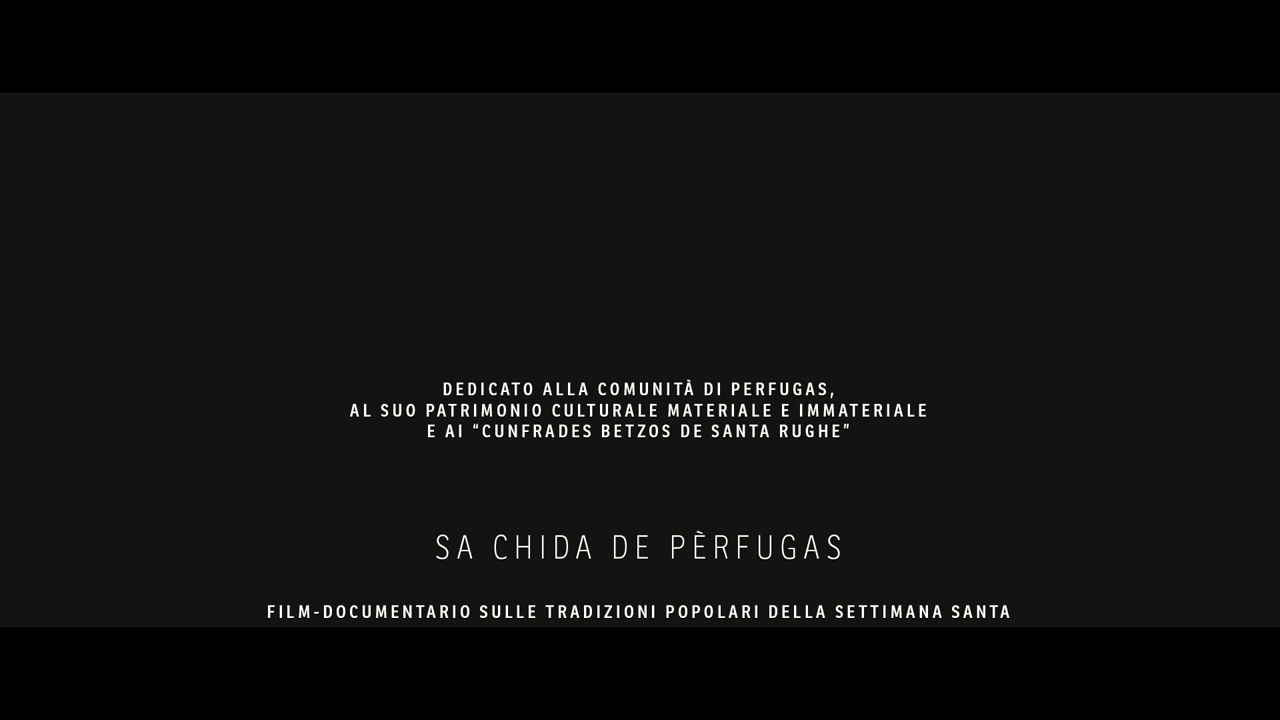 DEDICATO ALLA COMUNITÀ DI PERFUGAS,
AL SUO PATRIMONIO CULTURALE MATERIALE E IMMATERIALE
E AI “CUNFRADES BETZOS DE SANTA RUGHE”
SA CHIDA DE PÈRFUGAS
FILM-DOCUMENTARIO SULLE TRADIZIONI POPOLARI DELLA SETTIMANA SANTA